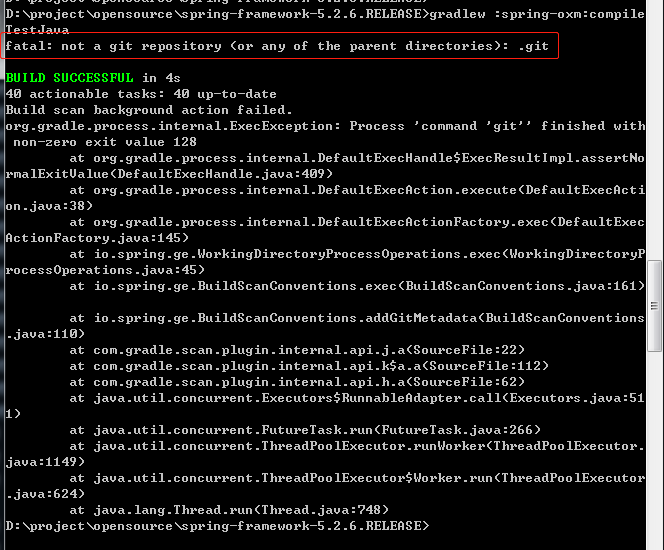 D:\project\opensource\spring-framework-5.2.6.RELEASE>gradlew :spring-oxm:compile
TestJava
fatal: not a git repository (or any of the parent directories): .git
BUILD SUCCESSFUL in 4s
40 actionable tasks: 40 up-to-date
Build scan background action failed.
org.gradle.process.internal.ExecException: Process 'command 'git'' finished with
 non-zero exit value 128
        at org.gradle.process.internal.DefaultExecHandle$ExecResultImpl.assertNo
rmalExitValue(DefaultExecHandle.java:409)
        at org.gradle.process.internal.DefaultExecAction.execute(DefaultExecActi
on.java:38)
        at org.gradle.process.internal.DefaultExecActionFactory.exec(DefaultExec
ActionFactory.java:145)
        at io.spring.ge.WorkingDirectoryProcessOperations.exec(WorkingDirectoryP
rocessOperations.java:45)
        at io.spring.ge.BuildScanConventions.exec(BuildScanConventions.java:161)
        at io.spring.ge.BuildScanConventions.addGitMetadata(BuildScanConventions
.java:110)
        at com.gradle.scan.plugin.internal.api.j.a(SourceFile:22)
        at com.gradle.scan.plugin.internal.api.k$a.a(SourceFile:112)
        at com.gradle.scan.plugin.internal.api.h.a(SourceFile:62)
        at java.util.concurrent.Executors$RunnableAdapter.call(Executors.java:51
1)
        at java.util.concurrent.FutureTask.run(FutureTask.java:266)
        at java.util.concurrent.ThreadPoolExecutor.runWorker(ThreadPoolExecutor.
java:1149)
        at java.util.concurrent.ThreadPoolExecutor$Worker.run(ThreadPoolExecutor
.java:624)
        at java.lang.Thread.run(Thread.java:748)
D:\project\opensource\spring-framework-5.2.6.RELEASE>